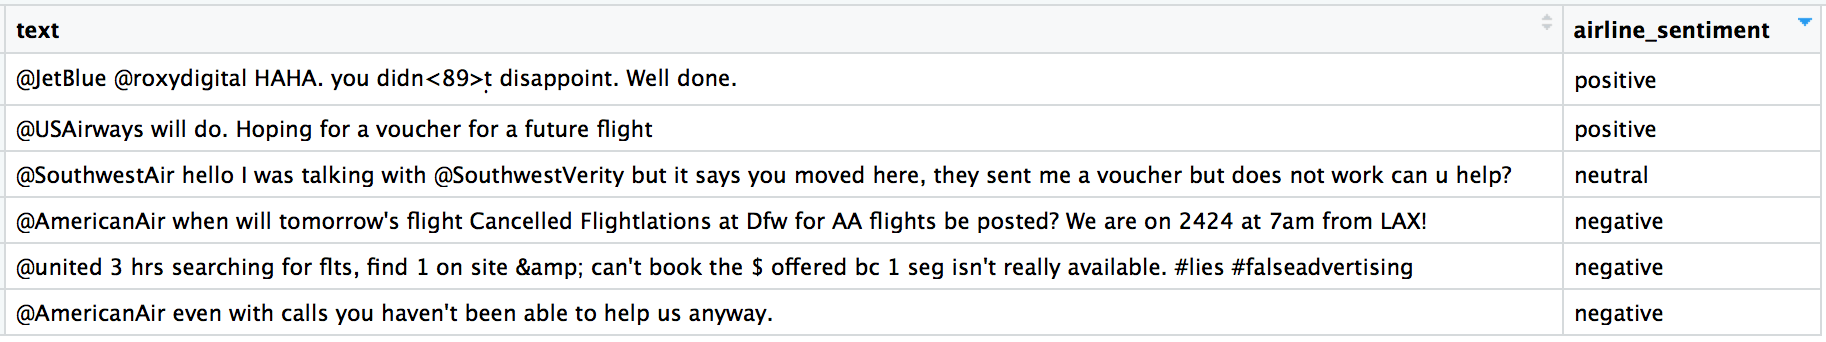 text airline_sentiment
@JetBlue @roxydigital HAHA. you didn<89>ṭ disappoint. Well done. positive
@USAirways will do. Hoping for a voucher for a future flight positive
@SouthwestAir hello I was talking with @SouthwestVerity but it says you moved here, they sent me a voucher but does not work can u help? neutral
@AmericanAir when will tomorrow's flight Cancelled Flightlations at Dfw for AA flights be posted? We are on 2424 at 7am from LAX! negative
@united 3 hrs searching for flts, find 1 on site &amp; can't book the $ offered bc 1 seg isn't really available. #lies #falseadvertising negative
@AmericanAir even with calls you haven't been able to help us anyway. negative